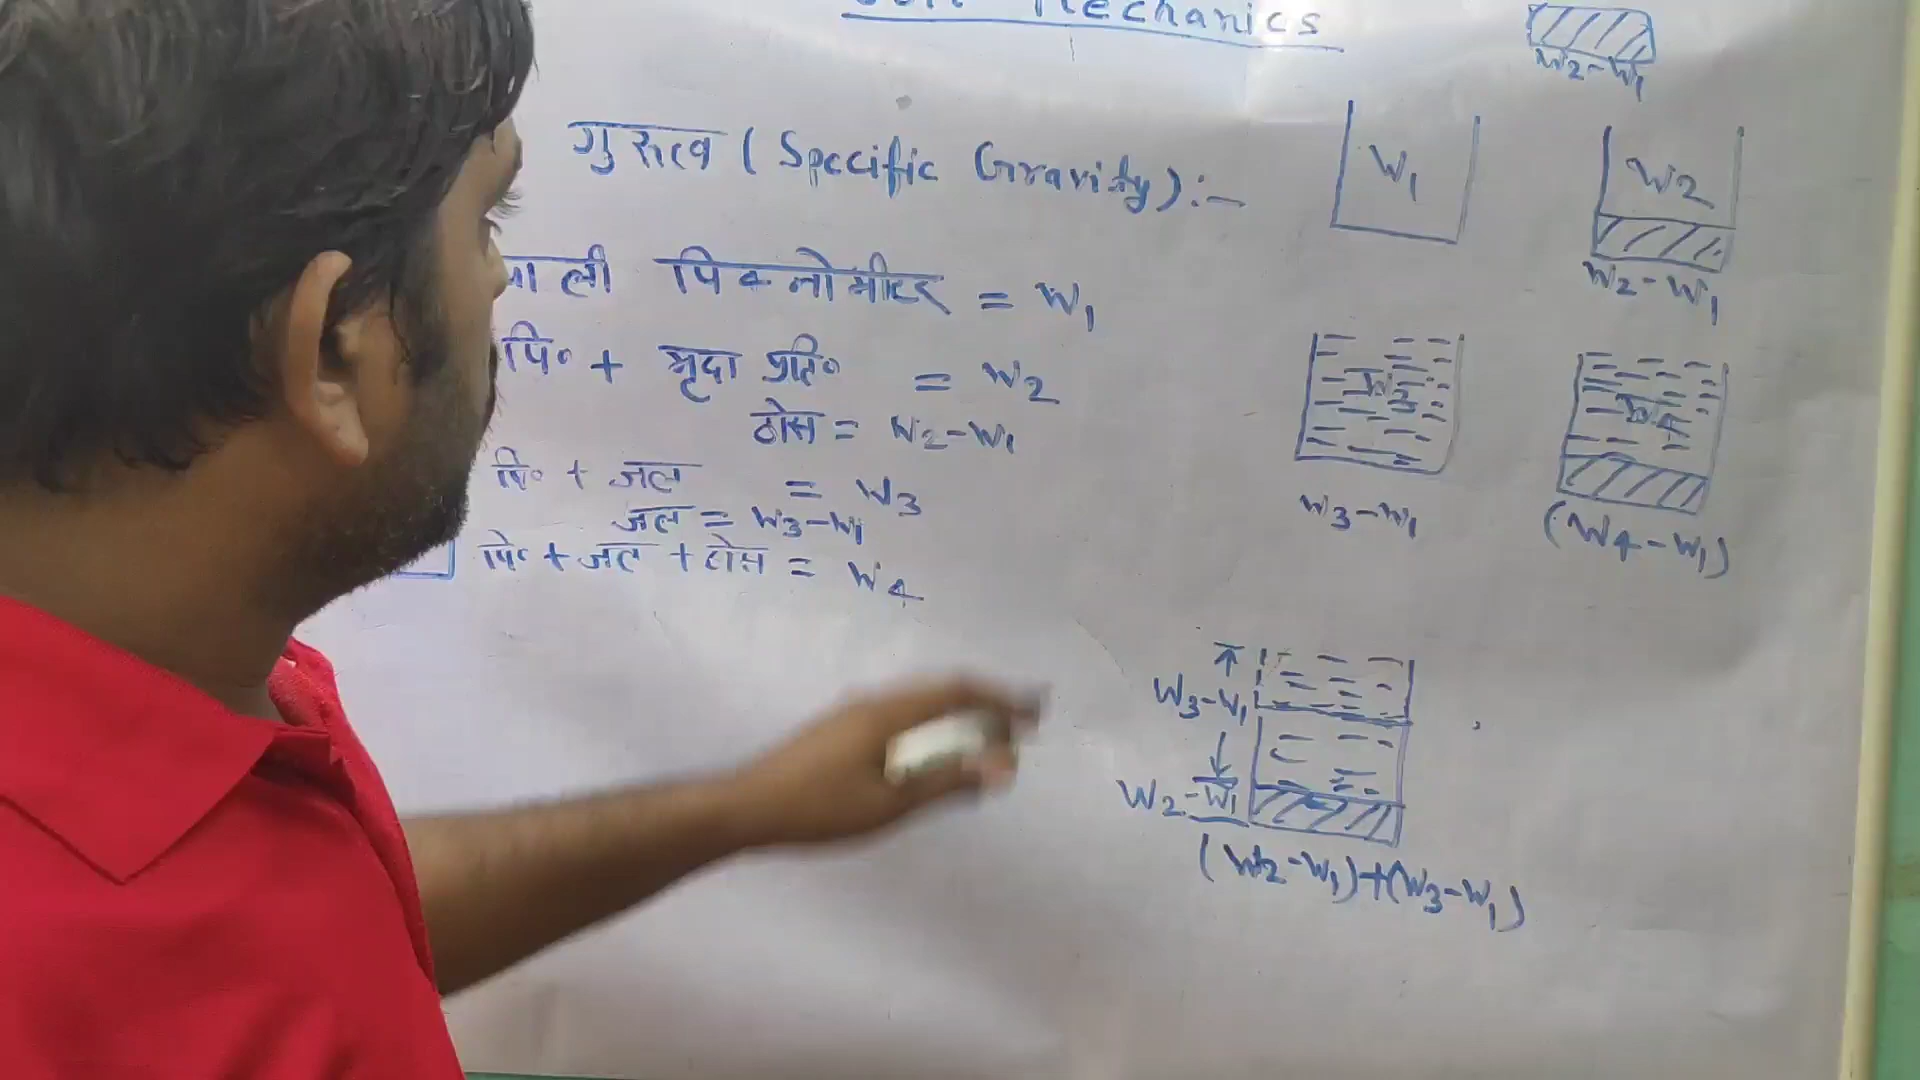 Mechanics
गुरुत्व (Specific Gravity):-
ाली पिक्नोमीटर = W1
पि० + मृदा प्रति० = W2
ठोस = W2-W1
पि० + जल = W3
जल = W3-W1
पि० + जल + ठोस = W4
W2-W1
W1
W2
W2-W1
W3
W3-W1
W4
(W4-W1)
W3-W1
W2-W1
(W2-W1)+(W3-W1)